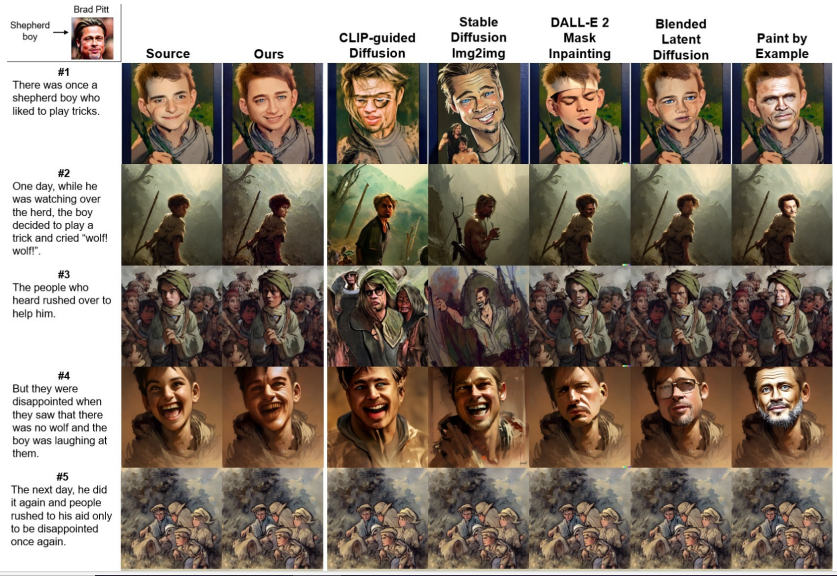 Brad Pitt
Shepherd
boy
Source
Ours
CLIP-guided
Diffusion
Stable
Diffusion
Img2img
DALL-E 2
Mask
Inpainting
Blended
Latent
Diffusion
Paint by
Example
#1
There was once a
shepherd boy who
liked to play tricks.
#2
One day, while he
was watching over
the herd, the boy
decided to play a
trick and cried “wolf!
wolf!”.
#3
The people who
heard rushed over to
help him.
#4
But they were
disappointed when
they saw that there
was no wolf and the
boy was laughing at
them.
#5
The next day, he did
it again and people
rushed to his aid only
to be disappointed
once again.